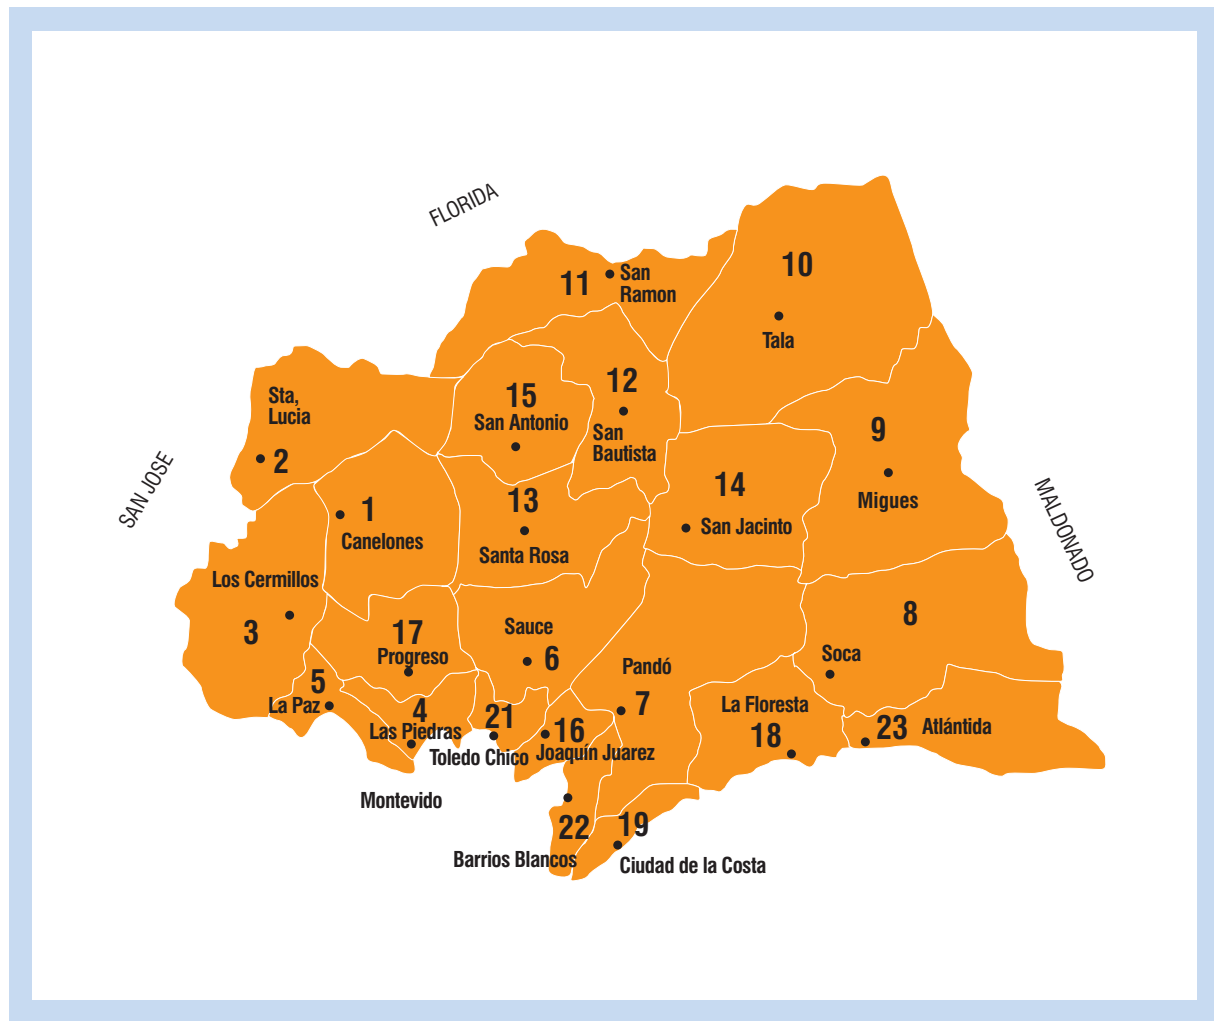 FLORIDA
11
San
Ramon
10
Tala
Sta,
Lucia
2
15
San Antonio
12
San
Bautista
9
Migues
SAN JOSE
MALDONADO
1
Canelones
13
Santa Rosa
14
San Jacinto
Los Cermillos
3
17
Progreso
Sauce
6
8
Soca
Pandó
7
5
La Paz
4
Las Piedras
21
Toledo Chico
16
Joaquín Juarez
La Floresta
18
23
Atlántida
Montevido
22
Barrios Blancos
19
Ciudad de la Costa